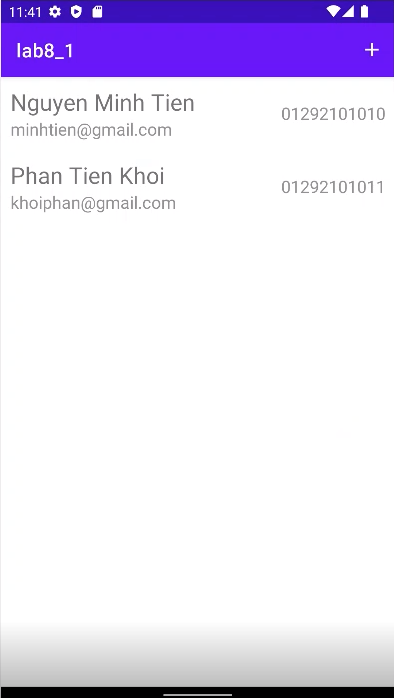 11:41
lab8_1
+
Nguyen Minh Tien
minhtien@gmail.com
01292101010
Phan Tien Khoi
khoiphan@gmail.com
01292101011